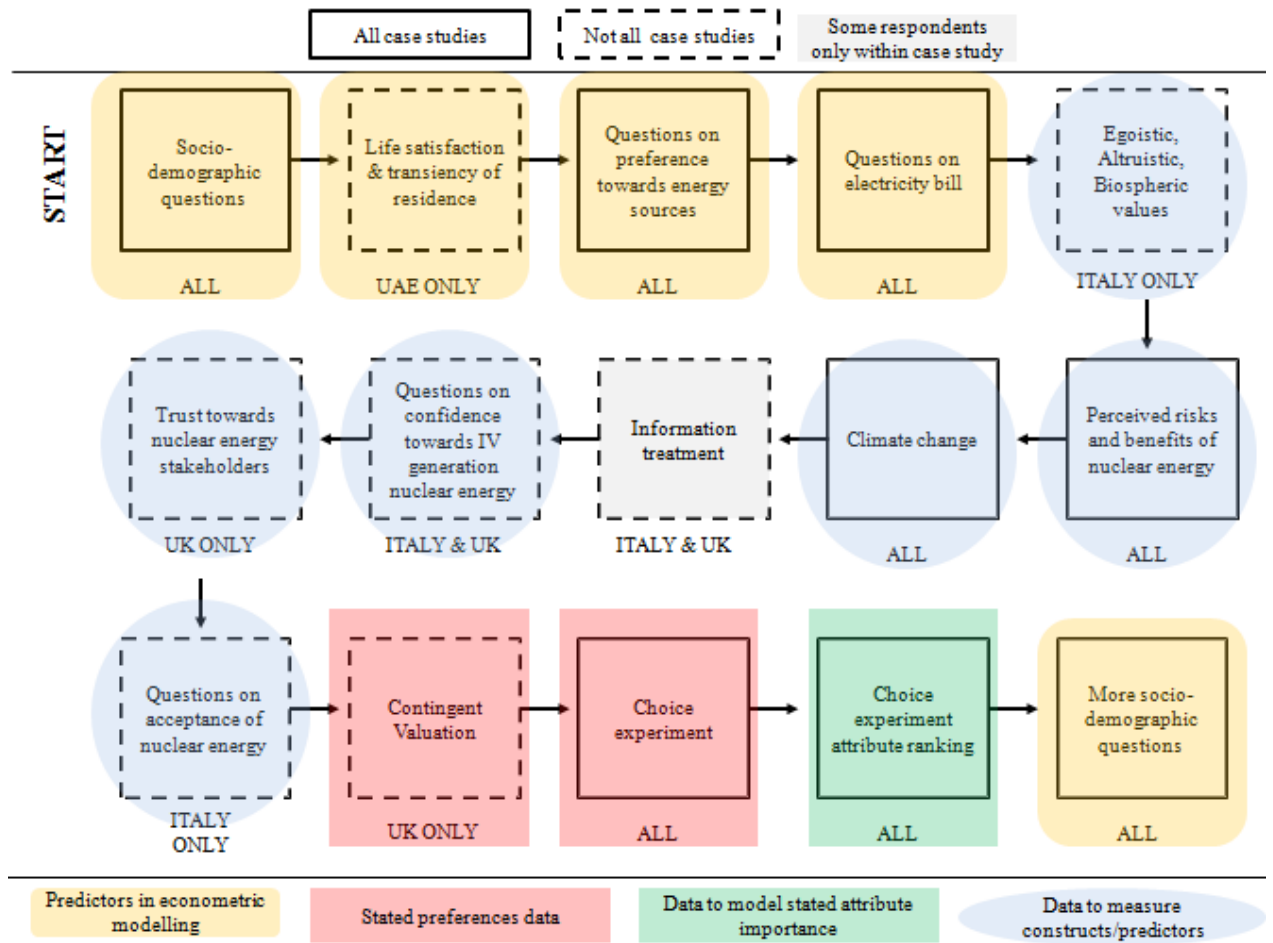 All case studies
Not all case studies
Some respondents
only within case study
START
Socio-
demographic
questions
ALL
Life satisfaction
& transiency of
residence
UAE ONLY
Questions on
preference
towards energy
sources
ALL
Questions on
electricity bill
ALL
Egoistic,
Altruistic,
Biospheric
values
ITALY ONLY
Perceived risks
and benefits of
nuclear energy
ALL
Climate change
ALL
Information
treatment
ITALY & UK
Questions on
confidence
towards IV
generation
nuclear energy
ITALY & UK
Trust towards
nuclear energy
stakeholders
UK ONLY
Questions on
acceptance of
nuclear energy
ITALY
ONLY
Contingent
Valuation
UK ONLY
Choice
experiment
ALL
Choice
experiment
attribute ranking
ALL
More socio-
demographic
questions
ALL
Predictors in econometric
modelling
Stated preferences data
Data to model stated attribute
importance
Data to measure
constructs/predictors